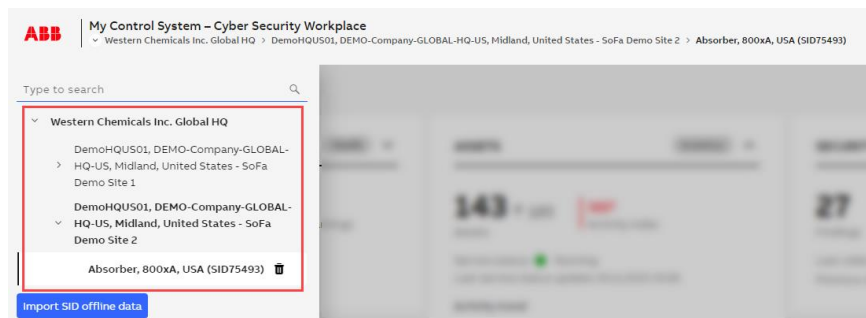 ABB
My Control System – Cyber Security Workplace
Western Chemicals Inc. Global HQ > DemoHQUS01, DEMO-Company-GLOBAL-HQ-US, Midland, United States - SoFa Demo Site 2 > Absorber, 800xA, USA (SID75493)
Type to search
Western Chemicals Inc. Global HQ
DemoHQUS01, DEMO-Company-GLOBAL-
HQ-US, Midland, United States - SoFa
Demo Site 1
DemoHQUS01, DEMO-Company-GLOBAL-
HQ-US, Midland, United States - SoFa
Demo Site 2
Absorber, 800xA, USA (SID75493)
Import SID offline data
ASSETS
143
27